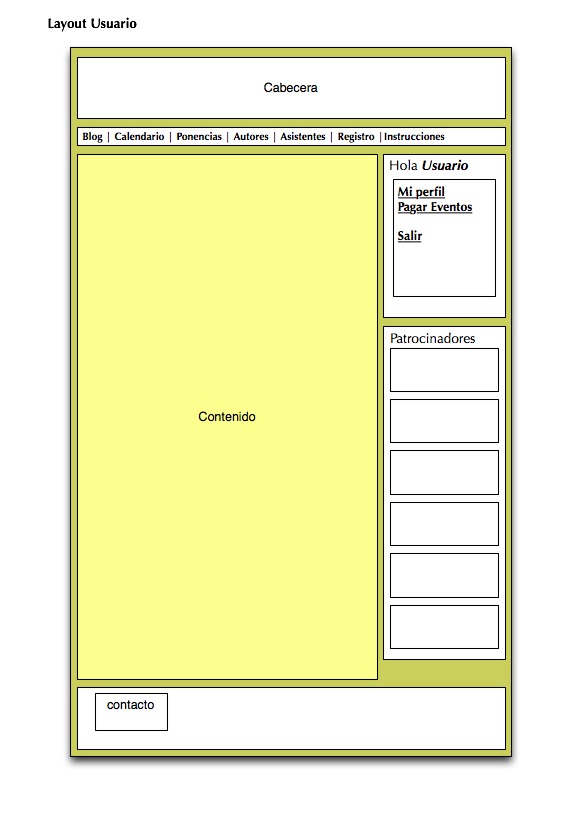 Layout Usuario
Cabecera
Blog | Calendario | Ponencias | Autores | Asistentes | Registro | Instrucciones
Hola Usuario
Mi perfil
Pagar Eventos
Salir
Patrocinadores
Contenido
contacto